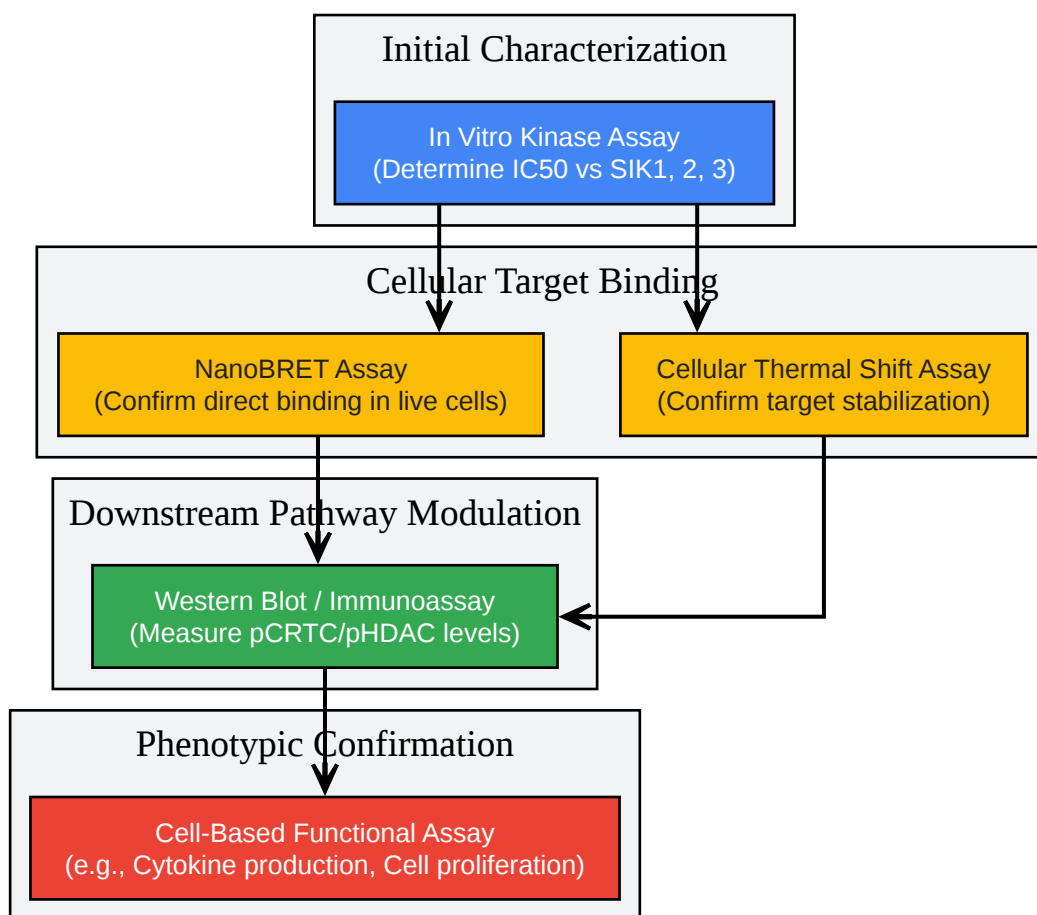 Initial Characterization
In Vitro Kinase Assay
(Determine IC50 vs SIK1, 2, 3)
Cellular Target Binding
NanoBRET Assay
(Confirm direct binding in live cells)
Cellular Thermal Shift Assay
(Confirm target stabilization)
Downstream Pathway Modulation
Western Blot / Immunoassay
(Measure pCRTC/pHDAC levels)
Phenotypic Confirmation
Cell-Based Functional Assay
(e.g., Cytokine production, Cell proliferation)